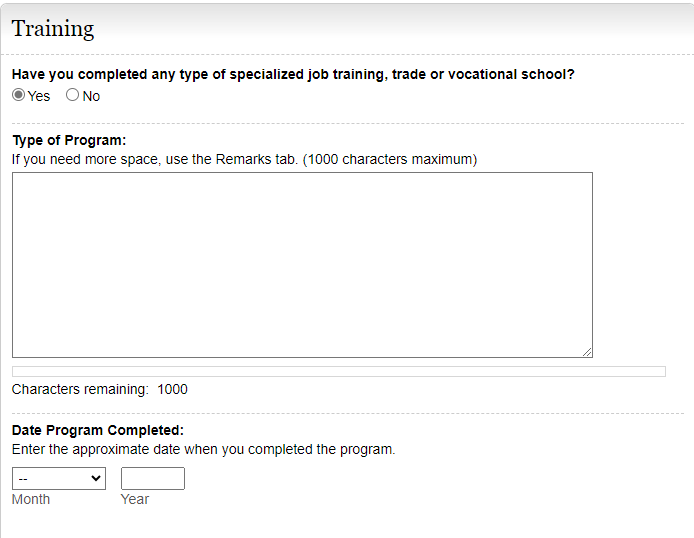 Training
Have you completed any type of specialized job training, trade or vocational school?
Yes No
Type of Program:
If you need more space, use the Remarks tab. (1000 characters maximum)
Characters remaining: 1000
Date Program Completed:
Enter the approximate date when you completed the program.
--
Month Year